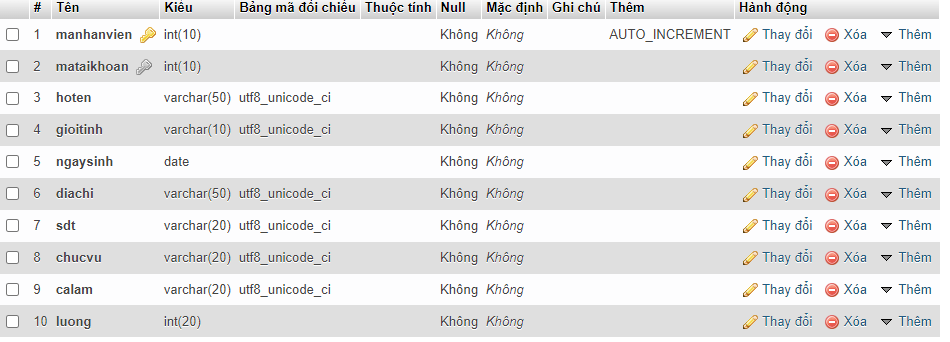 # Tên Kiểu Bảng mã đối chiếu Thuộc tính Null Mặc định Ghi chú Thêm Hành động
1 manhanvien int(10) Không Không AUTO_INCREMENT Thay đổi Xóa Thêm
2 mataikhoan int(10) Không Không Thay đổi Xóa Thêm
3 hoten varchar(50) utf8_unicode_ci Không Không Thay đổi Xóa Thêm
4 gioitinh varchar(10) utf8_unicode_ci Không Không Thay đổi Xóa Thêm
5 ngaysinh date Không Không Thay đổi Xóa Thêm
6 diachi varchar(50) utf8_unicode_ci Không Không Thay đổi Xóa Thêm
7 sdt varchar(20) utf8_unicode_ci Không Không Thay đổi Xóa Thêm
8 chucvu varchar(20) utf8_unicode_ci Không Không Thay đổi Xóa Thêm
9 calam varchar(20) utf8_unicode_ci Không Không Thay đổi Xóa Thêm
10 luong int(20) Không Không Thay đổi Xóa Thêm